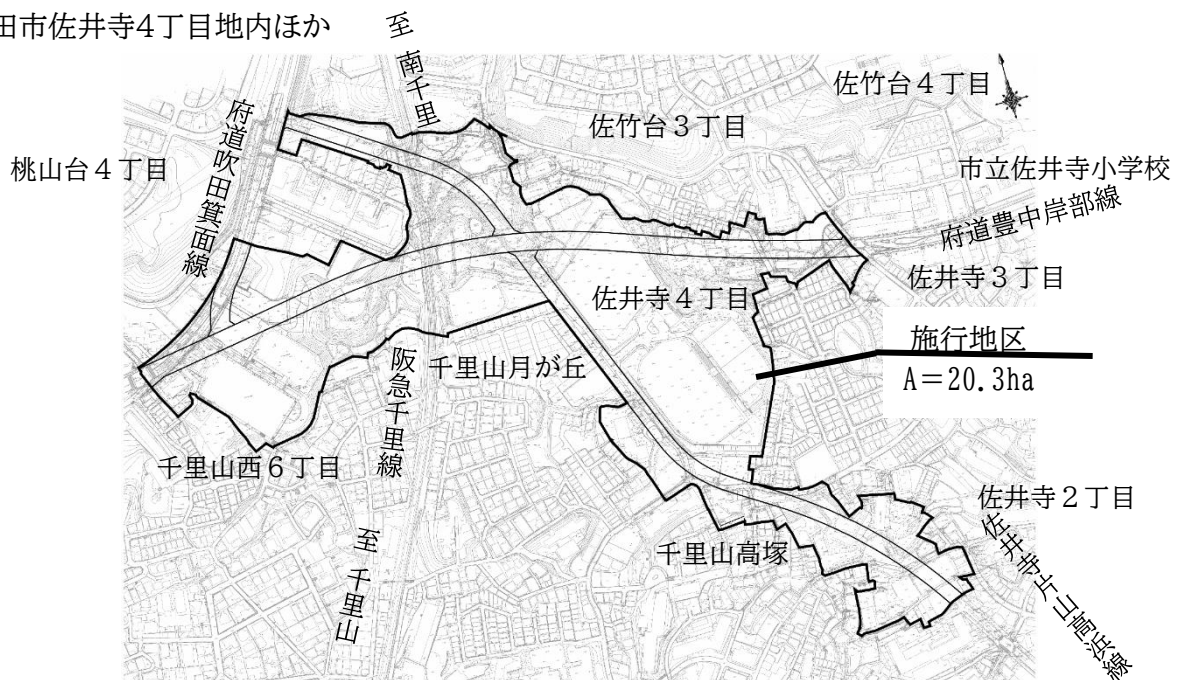 田市佐井寺4丁目地内ほか
至 南千里
佐竹台4丁目
佐竹台3丁目
府道吹田箕面線
桃山台4丁目
市立佐井寺小学校
府道豊中岸部線
佐井寺3丁目
佐井寺4丁目
施行地区
A=20.3ha
千里山月が丘
阪急千里線
千里山西6丁目
佐井寺2丁目
佐井寺片山高浜線
千里山高塚
至 千里山